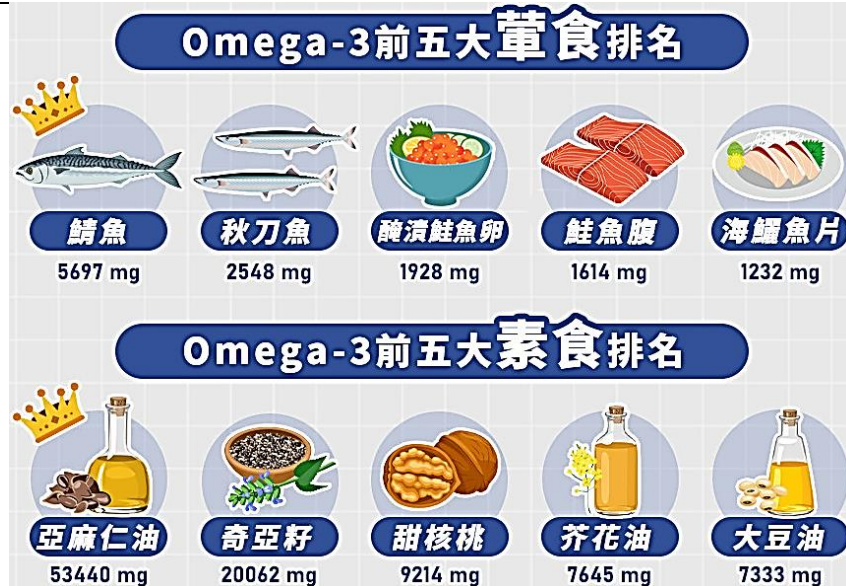 Omega-3前五大葷食排名
鯖魚 秋刀魚 醃漬鮭魚卵 鮭魚腹 海鱺魚片
5697 mg 2548 mg 1928 mg 1614 mg 1232 mg
Omega-3前五大素食排名
亞麻仁油 奇亞籽 甜核桃 芥花油 大豆油
53440 mg 20062 mg 9214 mg 7645 mg 7333 mg